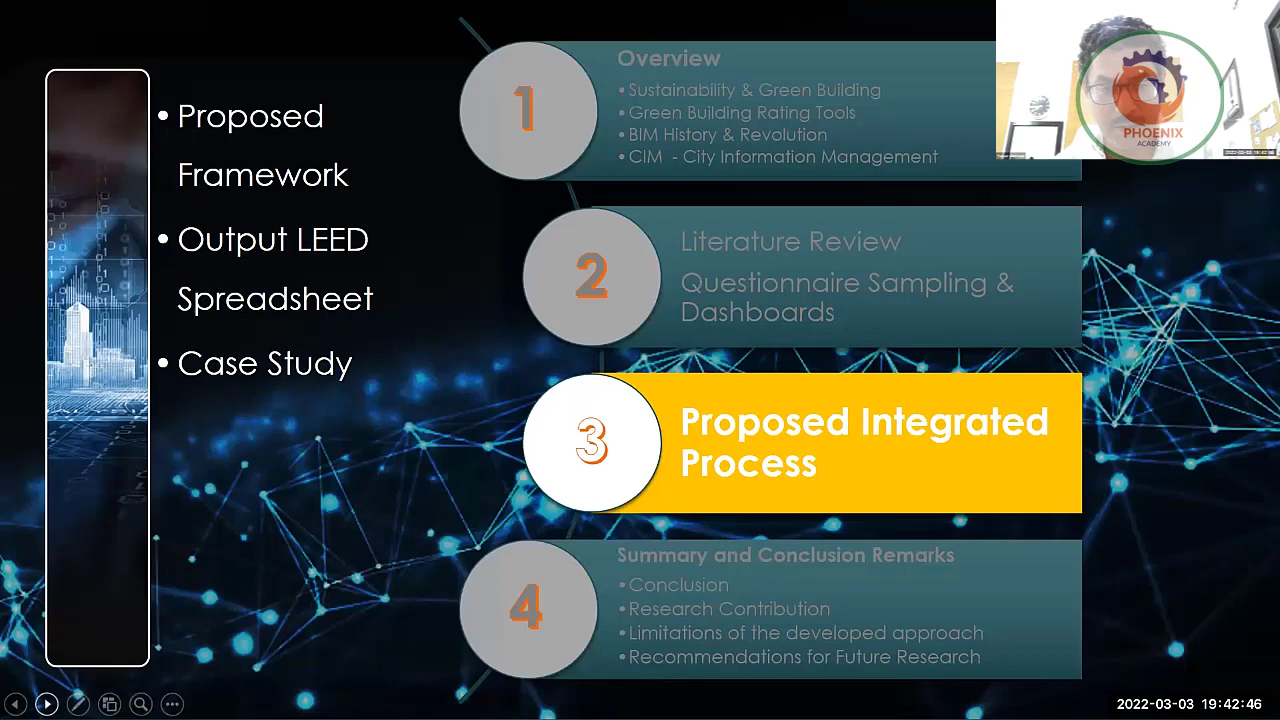 • Proposed
Framework
• Output LEED
Spreadsheet
• Case Study
1
Overview
• Sustainability & Green Building
• Green Building Rating Tools
• BIM History & Revolution
• CIM - City Information Management
2
Literature Review
Questionnaire Sampling &
Dashboards
3
Proposed Integrated
Process
4
Summary and Conclusion Remarks
• Conclusion
• Research Contribution
• Limitations of the developed approach
• Recommendations for Future Research
PHOENIX
ACADEMY
2022-03-03 19:42:46